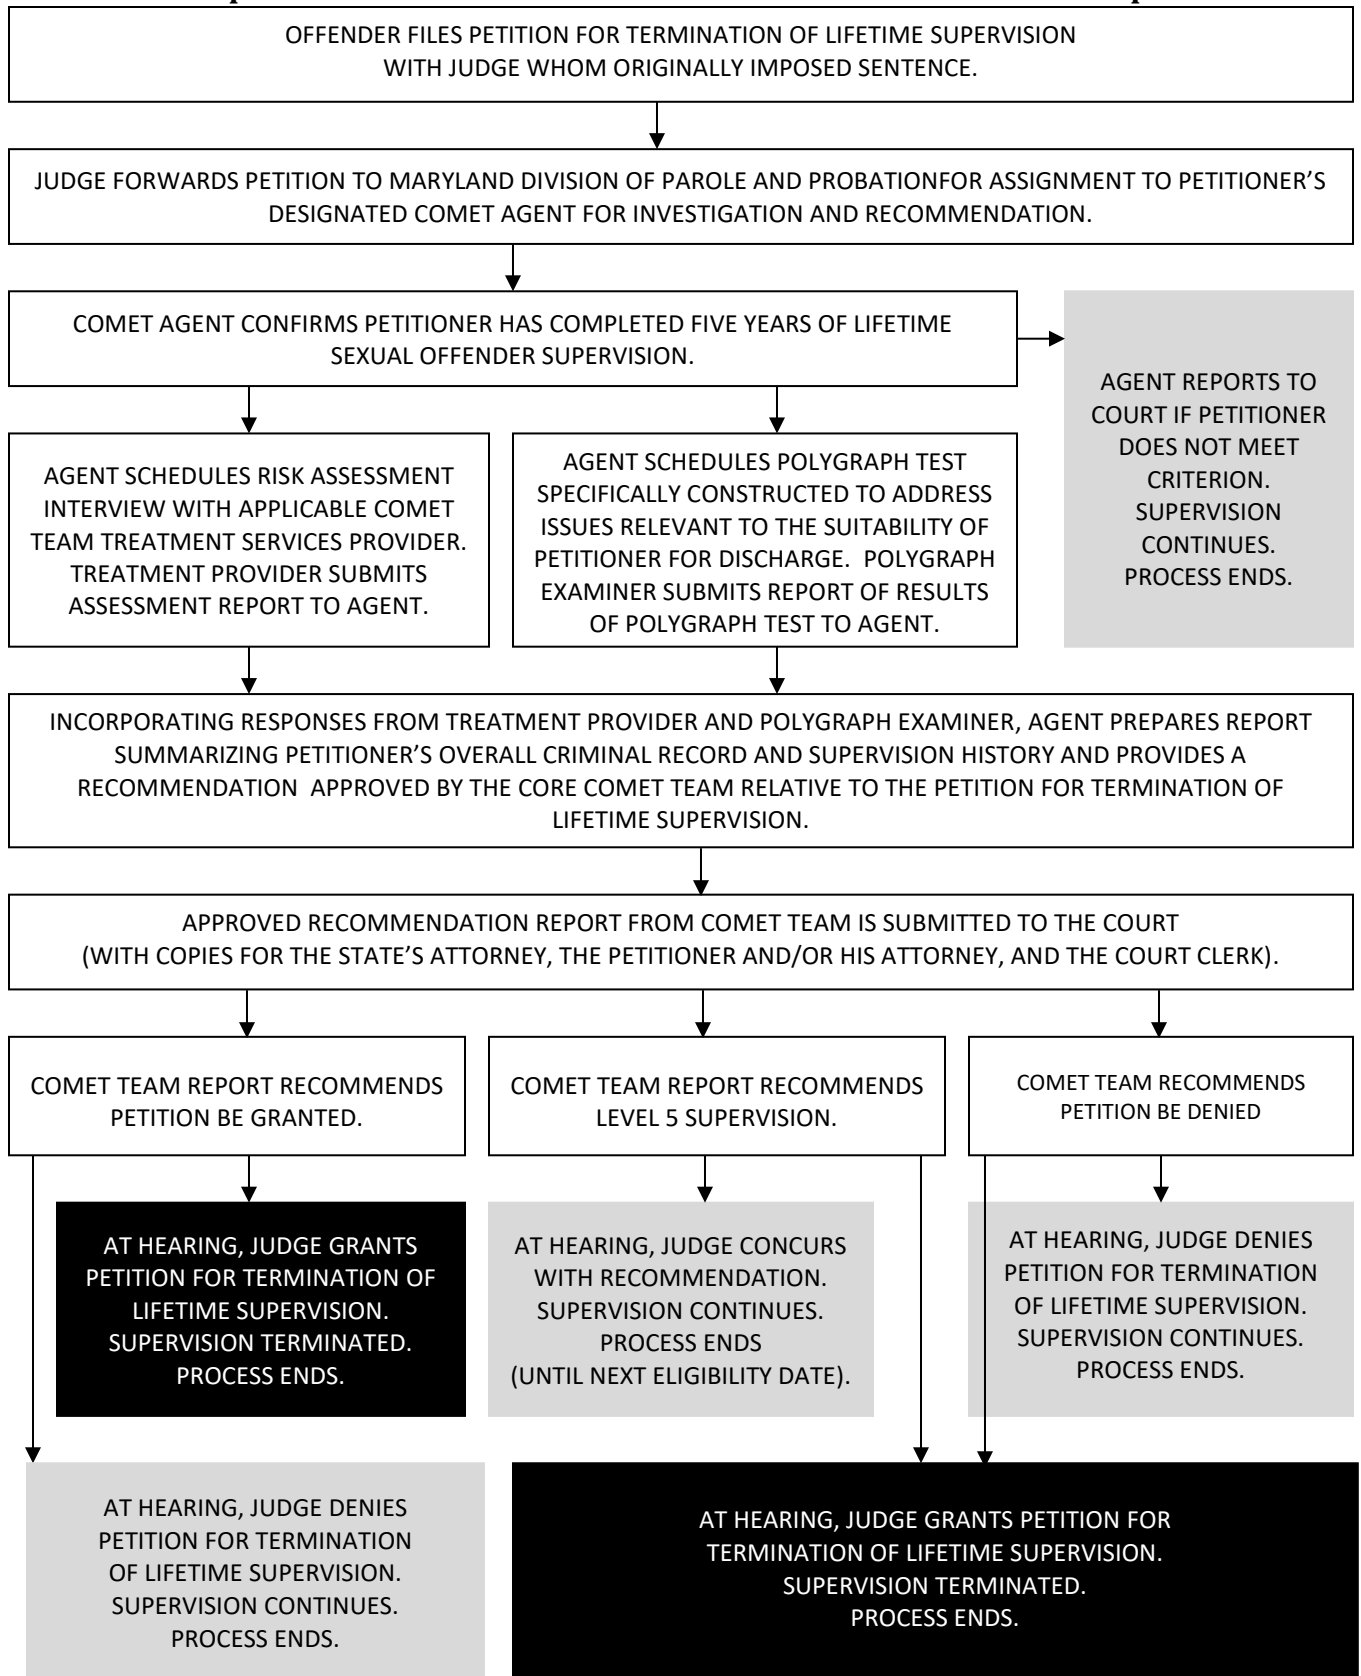 OFFENDER FILES PETITION FOR TERMINATION OF LIFETIME SUPERVISION
WITH JUDGE WHOM ORIGINALLY IMPOSED SENTENCE.
JUDGE FORWARDS PETITION TO MARYLAND DIVISION OF PAROLE AND PROBATIONFOR ASSIGNMENT TO PETITIONER’S
DESIGNATED COMET AGENT FOR INVESTIGATION AND RECOMMENDATION.
COMET AGENT CONFIRMS PETITIONER HAS COMPLETED FIVE YEARS OF LIFETIME
SEXUAL OFFENDER SUPERVISION.
AGENT REPORTS TO
COURT IF PETITIONER
DOES NOT MEET
CRITERION.
SUPERVISION
CONTINUES.
PROCESS ENDS.
AGENT SCHEDULES RISK ASSESSMENT
INTERVIEW WITH APPLICABLE COMET
TEAM TREATMENT SERVICES PROVIDER.
TREATMENT PROVIDER SUBMITS
ASSESSMENT REPORT TO AGENT.
AGENT SCHEDULES POLYGRAPH TEST
SPECIFICALLY CONSTRUCTED TO ADDRESS
ISSUES RELEVANT TO THE SUITABILITY OF
PETITIONER FOR DISCHARGE. POLYGRAPH
EXAMINER SUBMITS REPORT OF RESULTS
OF POLYGRAPH TEST TO AGENT.
INCORPORATING RESPONSES FROM TREATMENT PROVIDER AND POLYGRAPH EXAMINER, AGENT PREPARES REPORT
SUMMARIZING PETITIONER’S OVERALL CRIMINAL RECORD AND SUPERVISION HISTORY AND PROVIDES A
RECOMMENDATION APPROVED BY THE CORE COMET TEAM RELATIVE TO THE PETITION FOR TERMINATION OF
LIFETIME SUPERVISION.
APPROVED RECOMMENDATION REPORT FROM COMET TEAM IS SUBMITTED TO THE COURT
(WITH COPIES FOR THE STATE’S ATTORNEY, THE PETITIONER AND/OR HIS ATTORNEY, AND THE COURT CLERK).
COMET TEAM REPORT RECOMMENDS
PETITION BE GRANTED.
COMET TEAM REPORT RECOMMENDS
LEVEL 5 SUPERVISION.
COMET TEAM RECOMMENDS
PETITION BE DENIED
AT HEARING, JUDGE GRANTS
PETITION FOR TERMINATION OF
LIFETIME SUPERVISION.
SUPERVISION TERMINATED.
PROCESS ENDS.
AT HEARING, JUDGE CONCURS
WITH RECOMMENDATION.
SUPERVISION CONTINUES.
PROCESS ENDS
(UNTIL NEXT ELIGIBILITY DATE).
AT HEARING, JUDGE DENIES
PETITION FOR TERMINATION
OF LIFETIME SUPERVISION.
SUPERVISION CONTINUES.
PROCESS ENDS.
AT HEARING, JUDGE DENIES
PETITION FOR TERMINATION
OF LIFETIME SUPERVISION.
SUPERVISION CONTINUES.
PROCESS ENDS.
AT HEARING, JUDGE GRANTS PETITION FOR
TERMINATION OF LIFETIME SUPERVISION.
SUPERVISION TERMINATED.
PROCESS ENDS.